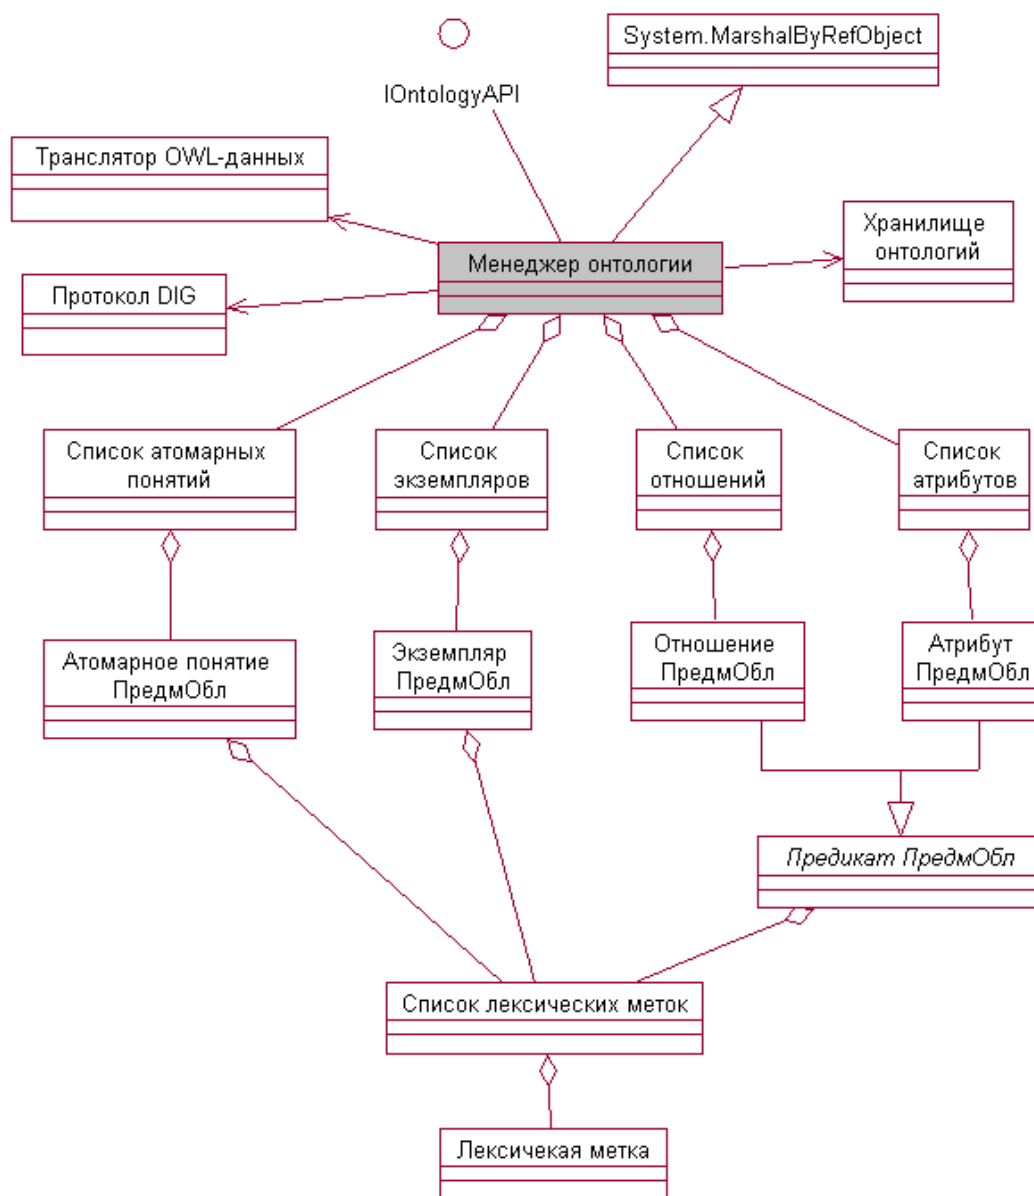 System.MarshalByRefObject
IOntologyAPI
Транслятор OWL-данных
Хранилище
онтологий
Менеджер онтологии
Протокол DIG
Список атомарных
понятий
Список
экземпляров
Список
отношений
Список
атрибутов
Атомарное понятие
ПредмОбл
Экземпляр
ПредмОбл
Отношение
ПредмОбл
Атрибут
ПредмОбл
Предикат ПредмОбл
Список лексических меток
Лексичекая метка